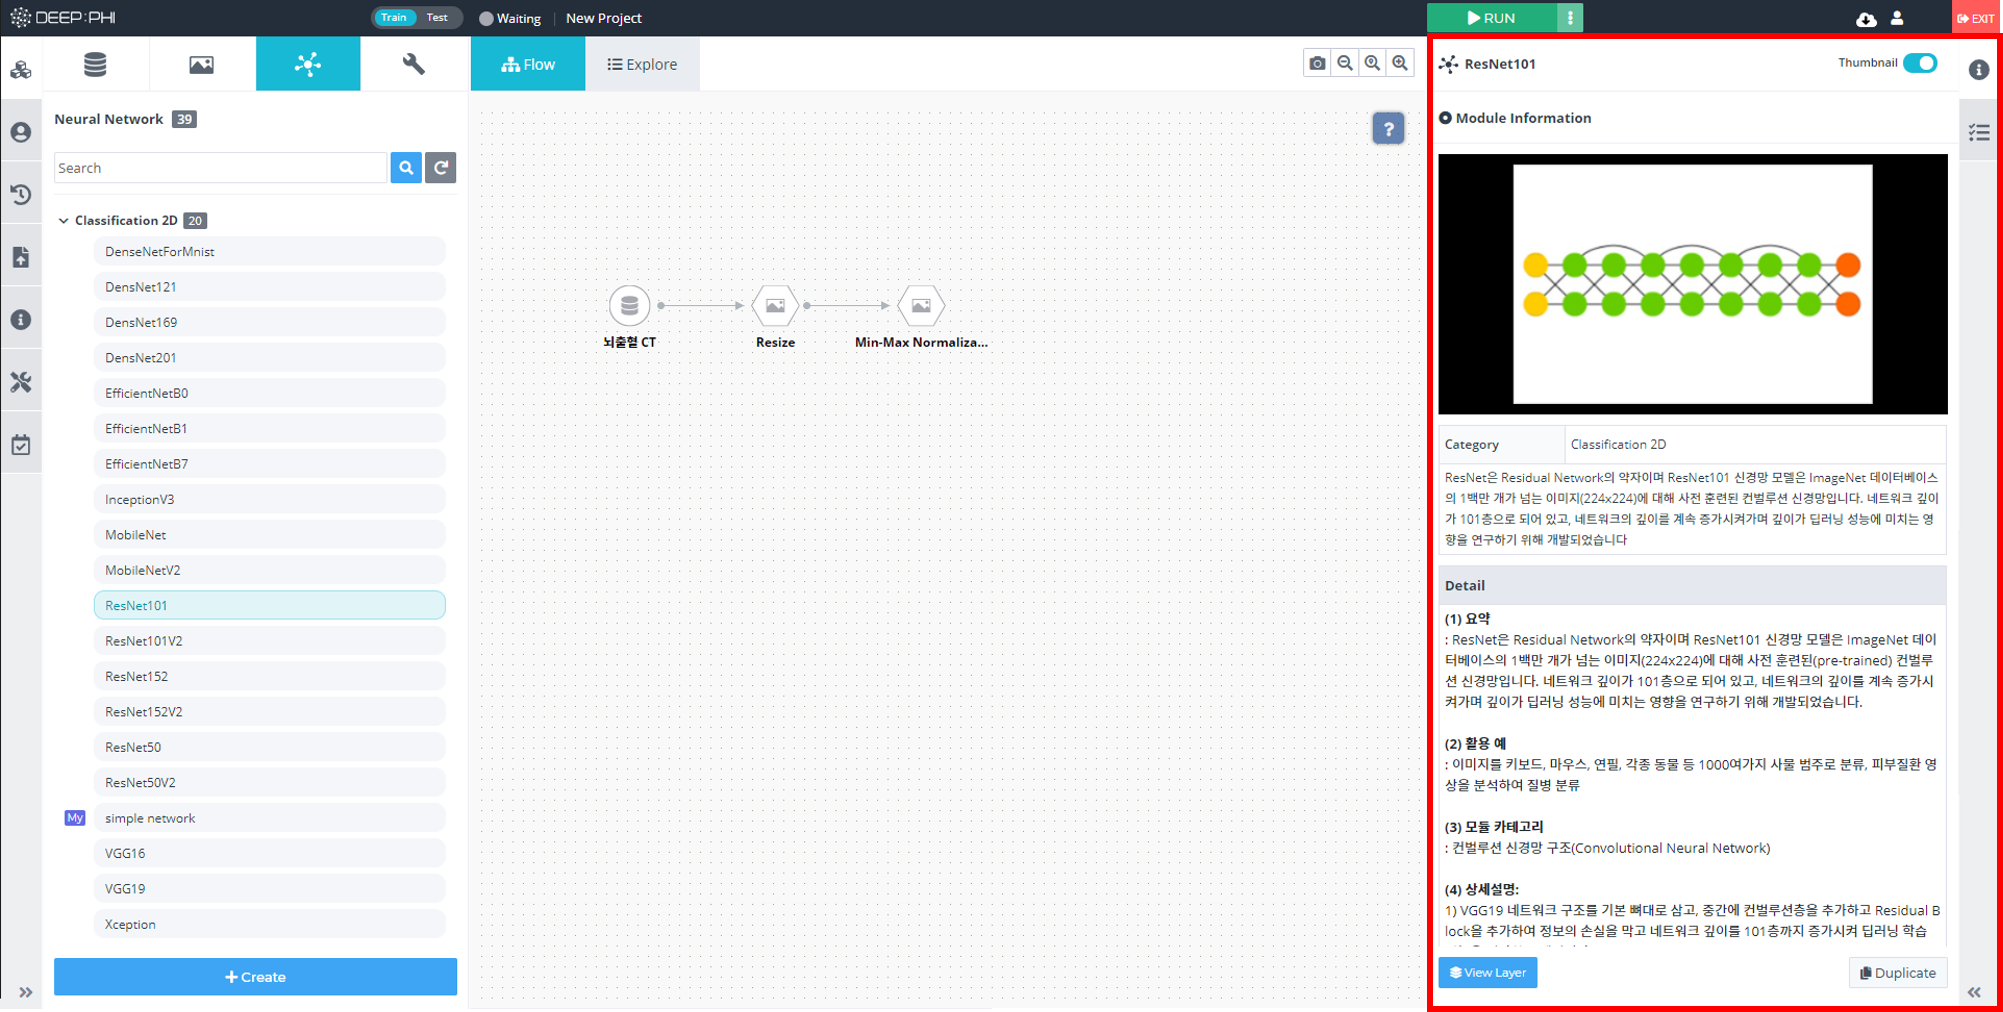 DEEP:PHI
Train Test
Waiting
New Project
RUN
EXIT
Flow
Explore
Neural Network 39
Search
Classification 2D 20
DenseNetForMnist
DensNet121
DensNet169
DensNet201
EfficientNetB0
EfficientNetB1
EfficientNetB7
InceptionV3
MobileNet
MobileNetV2
ResNet101
ResNet101V2
ResNet152
ResNet152V2
ResNet50
ResNet50V2
My simple network
VGG16
VGG19
Xception
+ Create
?
뇌출혈 CT
Resize
Min-Max Normaliza...
ResNet101
Thumbnail
Module Information
Category Classification 2D
ResNet은 Residual Network의 약자이며 ResNet101 신경망 모델은 ImageNet 데이터베이스
의 1백만 개가 넘는 이미지(224x224)에 대해 사전 훈련된 컨벌루션 신경망입니다. 네트워크 깊이
가 101층으로 되어 있고, 네트워크의 깊이를 계속 증가시켜가며 깊이가 딥러닝 성능에 미치는 영
향을 연구하기 위해 개발되었습니다
Detail
(1) 요약
: ResNet은 Residual Network의 약자이며 ResNet101 신경망 모델은 ImageNet 데이
터베이스의 1백만 개가 넘는 이미지(224x224)에 대해 사전 훈련된(pre-trained) 컨벌루
션 신경망입니다. 네트워크 깊이가 101층으로 되어 있고, 네트워크의 깊이를 계속 증가시
켜가며 깊이가 딥러닝 성능에 미치는 영향을 연구하기 위해 개발되었습니다.
(2) 활용 예
: 이미지를 키보드, 마우스, 연필, 각종 동물 등 1000여가지 사물 범주로 분류, 피부질환 영
상을 분석하여 질병 분류
(3) 모듈 카테고리
: 컨벌루션 신경망 구조(Convolutional Neural Network)
(4) 상세설명:
1) VGG19 네트워크 구조를 기본 뼈대로 삼고, 중간에 컨벌루션층을 추가하고 Residual B
lock을 추가하여 정보의 손실을 막고 네트워크 깊이를 101층까지 증가시켜 딥러닝 학습
View Layer
Duplicate